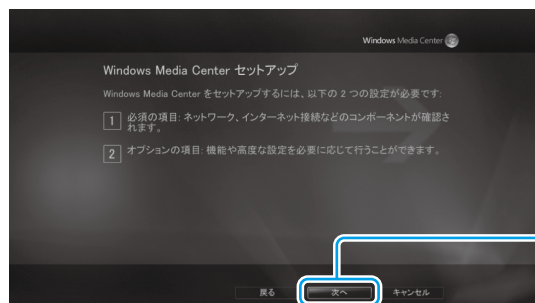 Windows Media Center
Windows Media Center セットアップ
Windows Media Center をセットアップするには、以下の 2 つの設定が必要です:
1 必須の項目: ネットワーク、インターネット接続などのコンポーネントが確認さ
れます。
2 オプションの項目: 機能や高度な設定を必要に応じて行うことができます。
戻る 次へ キャンセル